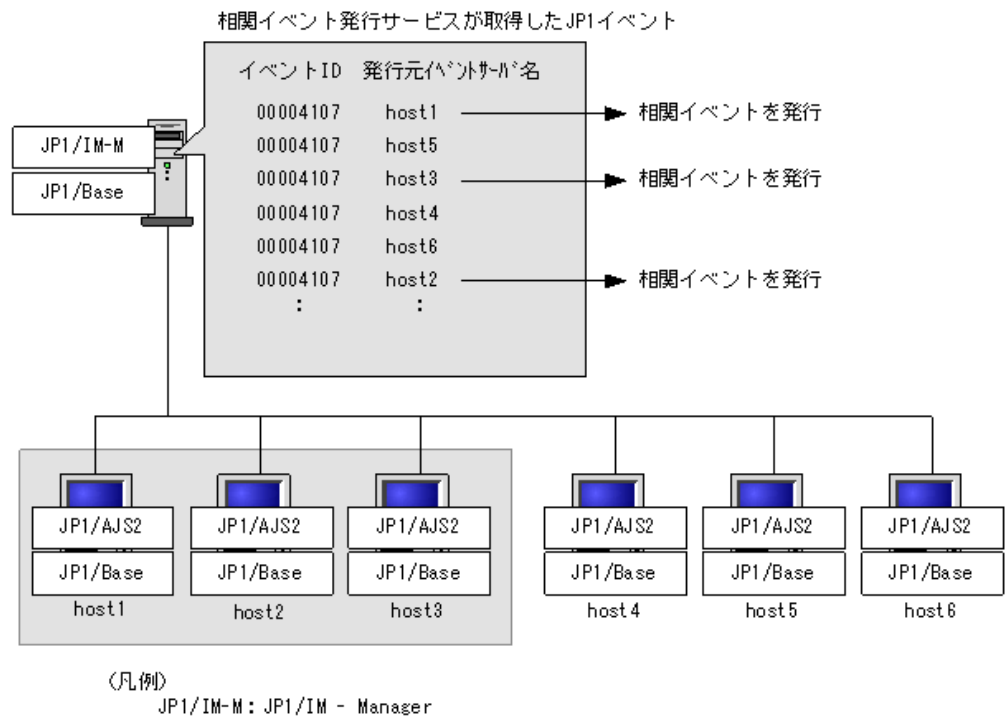 相関イベント発行サービスが取得したJP1イベント
イベントID 発行元ｲﾍﾞﾝﾄｻｰﾊﾞ名
00004107 host1 相関イベントを発行
00004107 host5
00004107 host3 相関イベントを発行
00004107 host4
00004107 host6
00004107 host2 相関イベントを発行
： ：
JP1/IM-M
JP1/Base
JP1/AJS2 JP1/AJS2 JP1/AJS2 JP1/AJS2 JP1/AJS2 JP1/AJS2
JP1/Base JP1/Base JP1/Base JP1/Base JP1/Base JP1/Base
host1 host2 host3 host4 host5 host6
(凡例)
JP1/IM-M：JP1/IM - Manager